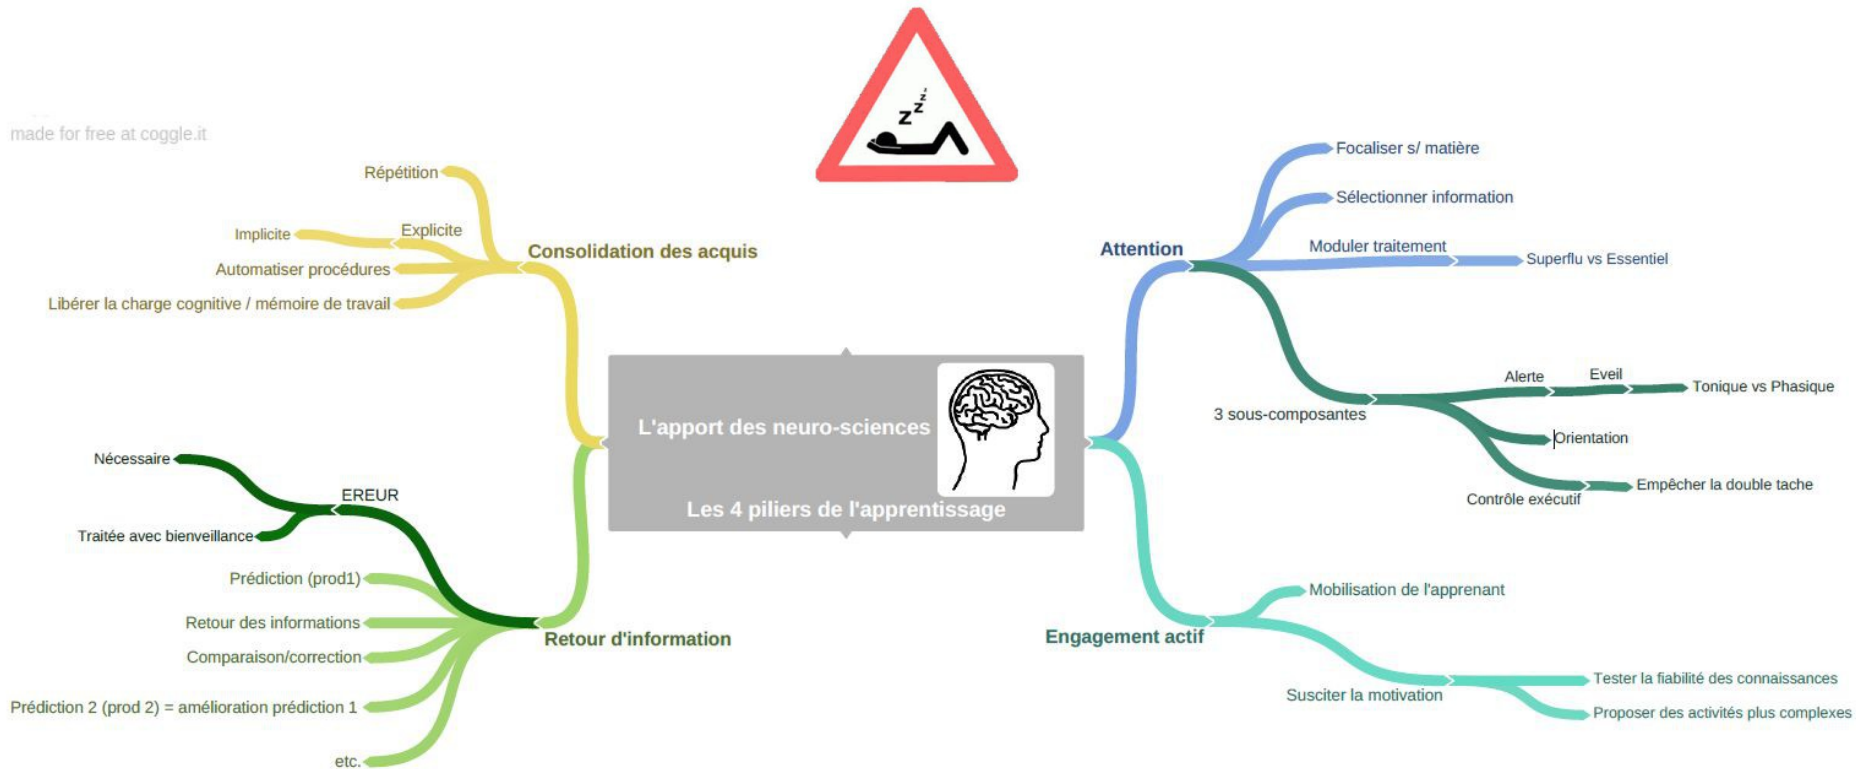 made for free at coggle.it
z z z z
Répétition
Explicite
Implicite
Automatiser procédures
Libérer la charge cognitive / mémoire de travail
Consolidation des acquis
Attention
Focaliser s/ matière
Sélectionner information
Moduler traitement
Superflu vs Essentiel
3 sous-composantes
Alerte
Eveil
Tonique vs Phasique
Orientation
Contrôle exécutif
Empêcher la double tache
L'apport des neuro-sciences
Les 4 piliers de l'apprentissage
Nécessaire
EREUR
Traitée avec bienveillance
Prédiction (prod1)
Retour des informations
Comparaison/correction
Prédiction 2 (prod 2) = amélioration prédiction 1
etc.
Retour d'information
Engagement actif
Mobilisation de l'apprenant
Susciter la motivation
Tester la fiabilité des connaissances
Proposer des activités plus complexes